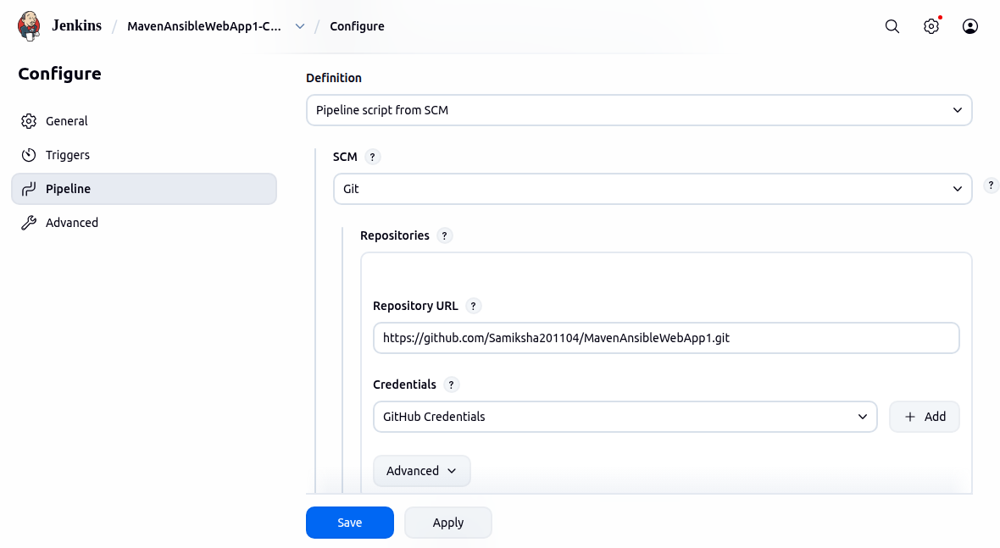 Jenkins / MavenAnsibleWebApp1-C... / Configure
Configure
General
Triggers
Pipeline
Advanced
Definition
Pipeline script from SCM
SCM ?
Git
?
Repositories ?
Repository URL ?
https://github.com/Samiksha201104/MavenAnsibleWebApp1.git
Credentials ?
GitHub Credentials
+ Add
Advanced
Save Apply